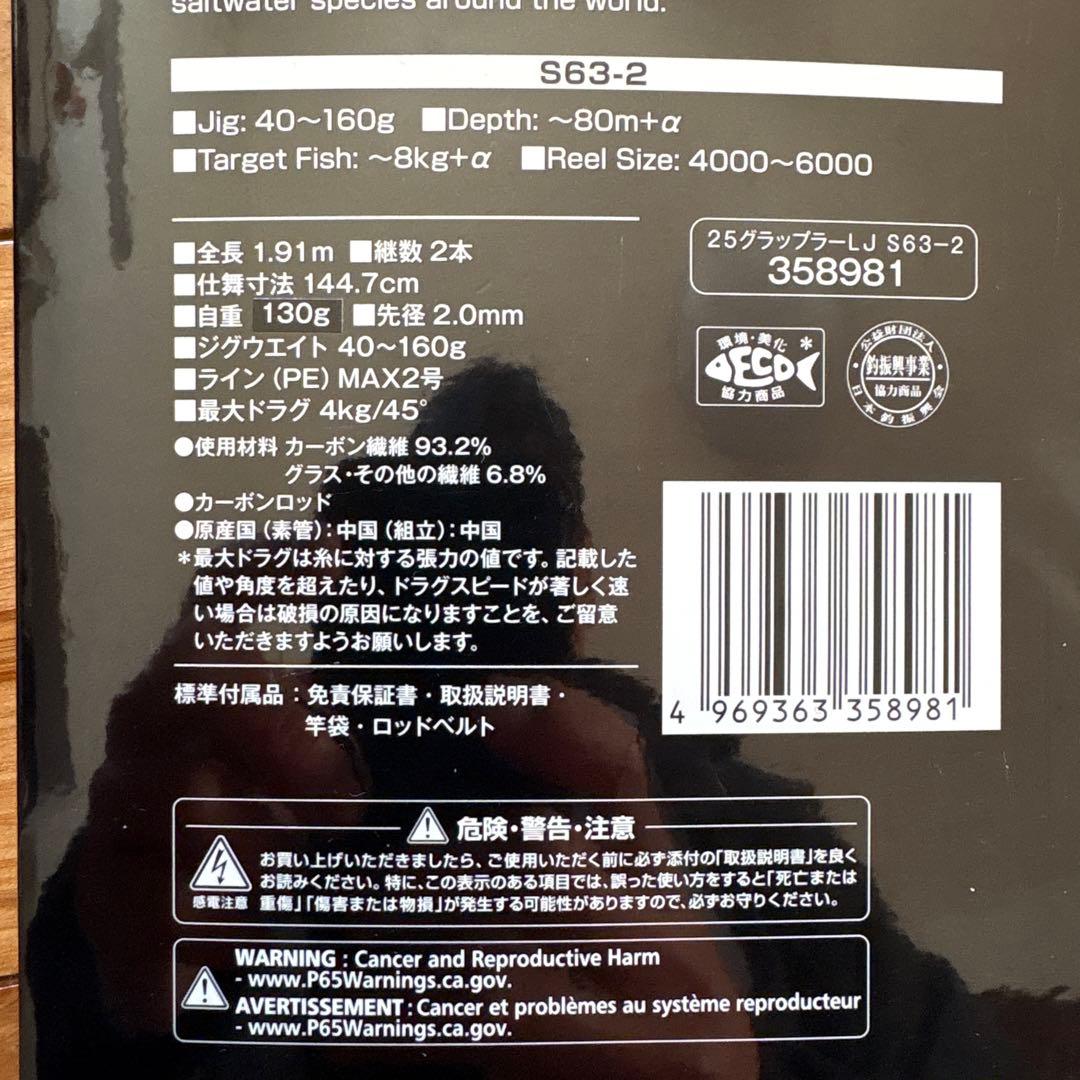 saltwater species around the world.
S63-2
■Jig: 40～160g ■Depth: ～80m+α
■Target Fish: ～8kg+α ■Reel Size: 4000～6000
■全長 1.91m ■継数 2本
■仕舞寸法 144.7cm
■自重 130g ■先径 2.0mm
■ジグウエイト 40～160g
■ライン (PE) MAX2号
■最大ドラグ 4kg/45°
●使用材料 カーボン繊維 93.2%
グラス・その他の繊維 6.8%
●カーボンロッド
●原産国（素管）：中国（組立）：中国
＊最大ドラグは糸に対する張力の値です。記載した
値や角度を超えたり、ドラグスピードが著しく速
い場合は破損の原因になりますことを、ご留意
いただきますようお願いします。
標準付属品：免責保証書・取扱説明書・
竿袋・ロッドベルト
25グラップラーLJ S63-2
358981
環境・美化 ＊
DECO
協力商品
公益財団法人
釣振興事業
協力商品
日本釣振興会
4 969363 358981
危険・警告・注意
感電注意
お買い上げいただきましたら、ご使用いただく前に必ず添付の「取扱説明書」を良く
お読みください。特に、この表示のある項目では、誤った使い方をすると「死亡または
重傷」「傷害または物損」が発生する可能性がありますので、必ずお守りください。
WARNING : Cancer and Reproductive Harm
- www.P65Warnings.ca.gov.
AVERTISSEMENT : Cancer et problèmes au système reproducteur
- www.P65Warnings.ca.gov.